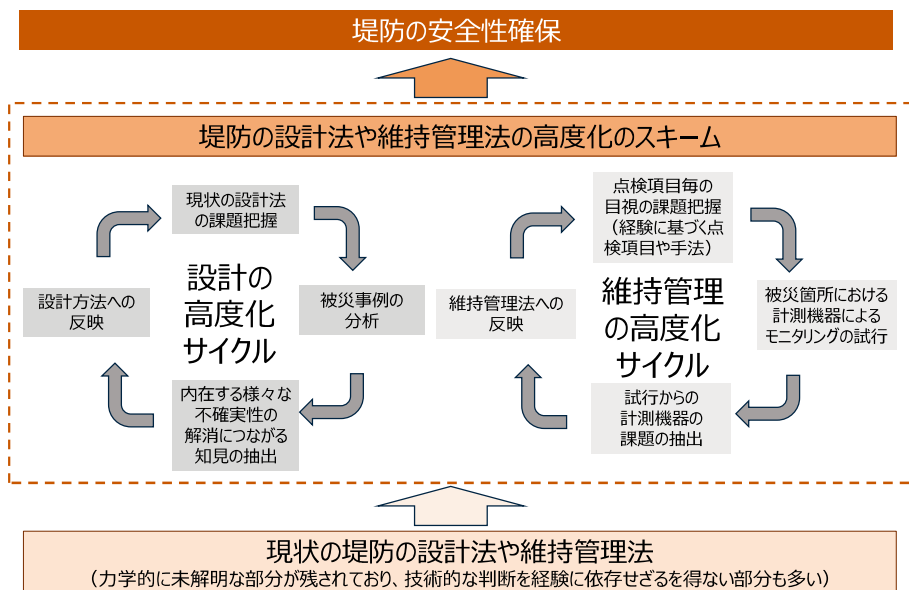 堤防の安全性確保
堤防の設計法や維持管理法の高度化のスキーム
現状の設計法
の課題把握
設計の
高度化
サイクル
設計方法への
反映
被災事例の
分析
内在する様々な
不確実性の
解消につながる
知見の抽出
点検項目毎の
目視の課題把握
（経験に基づく点
検項目や手法）
維持管理
の高度化
サイクル
維持管理法への
反映
被災箇所における
計測機器による
モニタリングの試行
試行からの
計測機器の
課題の抽出
現状の堤防の設計法や維持管理法
（力学的に未解明な部分が残されており、技術的な判断を経験に依存せざるを得ない部分も多い）